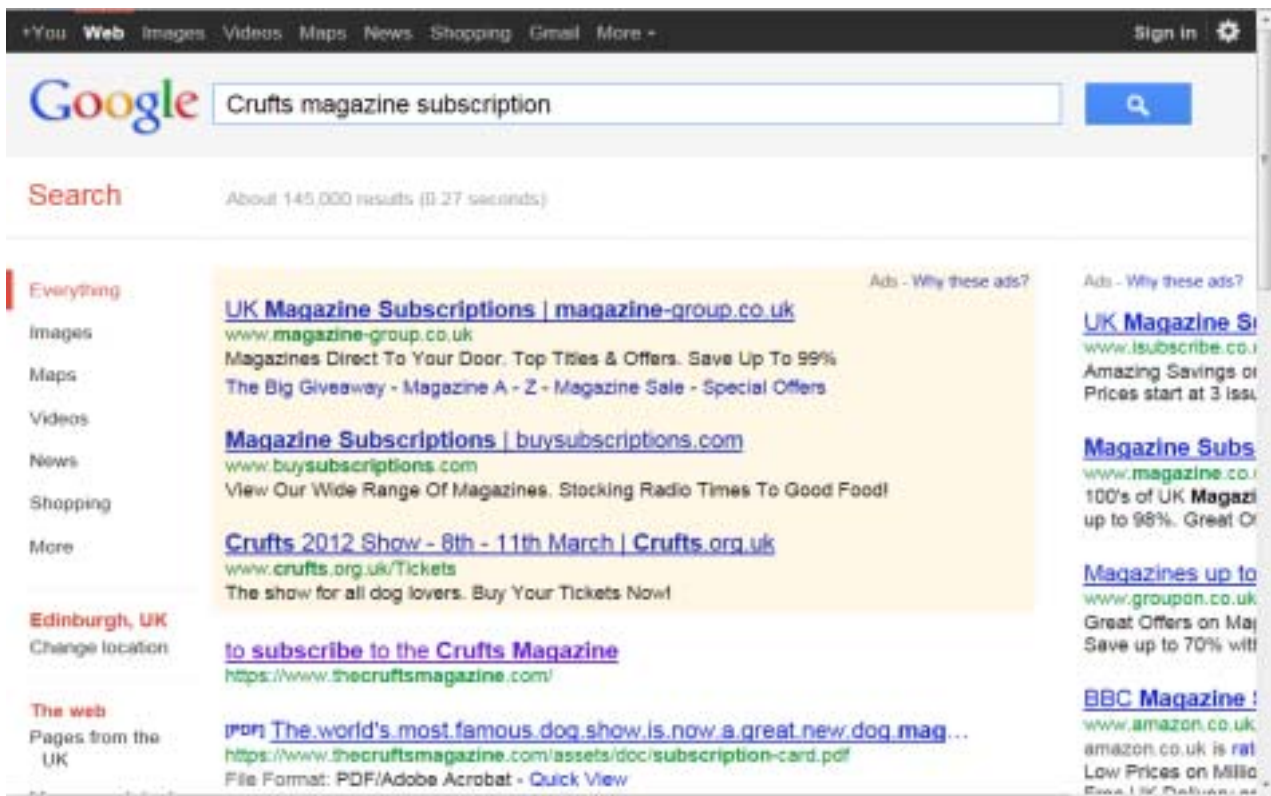 +You Web Images Videos Maps News Shopping Gmail More Sign in
Google Crufts magazine subscription
Search About 145,000 results (0.27 seconds)
Everything
Images
Maps
Videos
News
Shopping
More
Edinburgh, UK
Change location
The web
Pages from the
UK
Ads - Why these ads?
UK Magazine Subscriptions | magazine-group.co.uk
www.magazine-group.co.uk
Magazines Direct To Your Door. Top Titles & Offers. Save Up To 99%
The Big Giveaway - Magazine A - Z - Magazine Sale - Special Offers
Magazine Subscriptions | buysubscriptions.com
www.buysubscriptions.com
View Our Wide Range Of Magazines. Stocking Radio Times To Good Food!
Crufts 2012 Show - 8th - 11th March | Crufts.org.uk
www.crufts.org.uk/Tickets
The show for all dog lovers. Buy Your Tickets Now!
to subscribe to the Crufts Magazine
https://www.thecruftsmagazine.com/
[PDF] The.world's.most.famous.dog.show.is.now.a.great.new.dog.mag...
https://www.thecruftsmagazine.com/assets/doc/subscription-card.pdf
File Format: PDF/Adobe Acrobat - Quick View
Ads - Why these ads?
UK Magazine
www.isubscribe.co.
Amazing Savings
Prices start at 3
Magazine Subs
www.magazine.co.
100's of UK
up to 98%. Great
Magazines up to
www.groupon.co.uk
Great Offers on
Save up to 70%
BBC Magazine
www.amazon.co.uk
amazon.co.uk is rat
Low Prices on